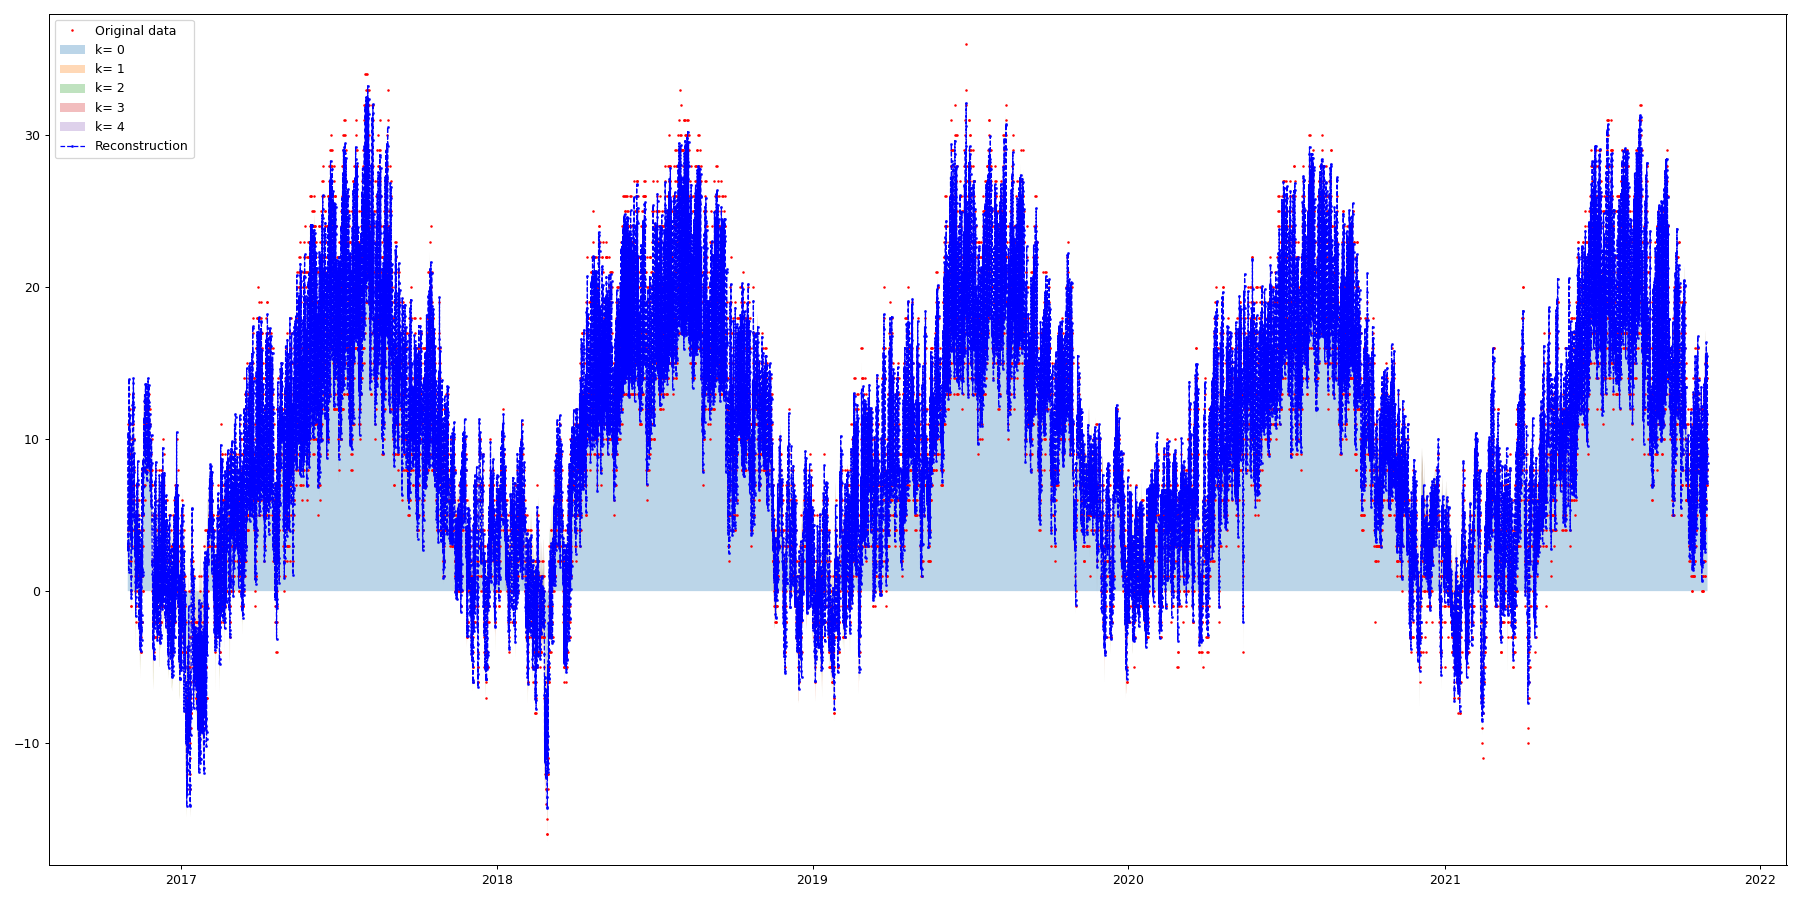 Original data
k= 0
k= 1
k= 2
k= 3
k= 4
Reconstruction
30
20
10
0
−10
2017
2018
2019
2020
2021
2022